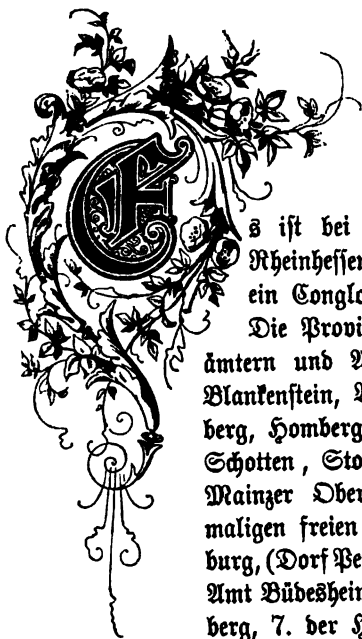 Es ist bei
Rheinhessen
ein Conglo
Die Provi
ämtern und A
Blankenstein,
berg, Homberg
Schotten, Sto
Mainzer Ober
maligen freien
burg, (Dorf Pe
Amt Büdesheim
berg, 7. der H